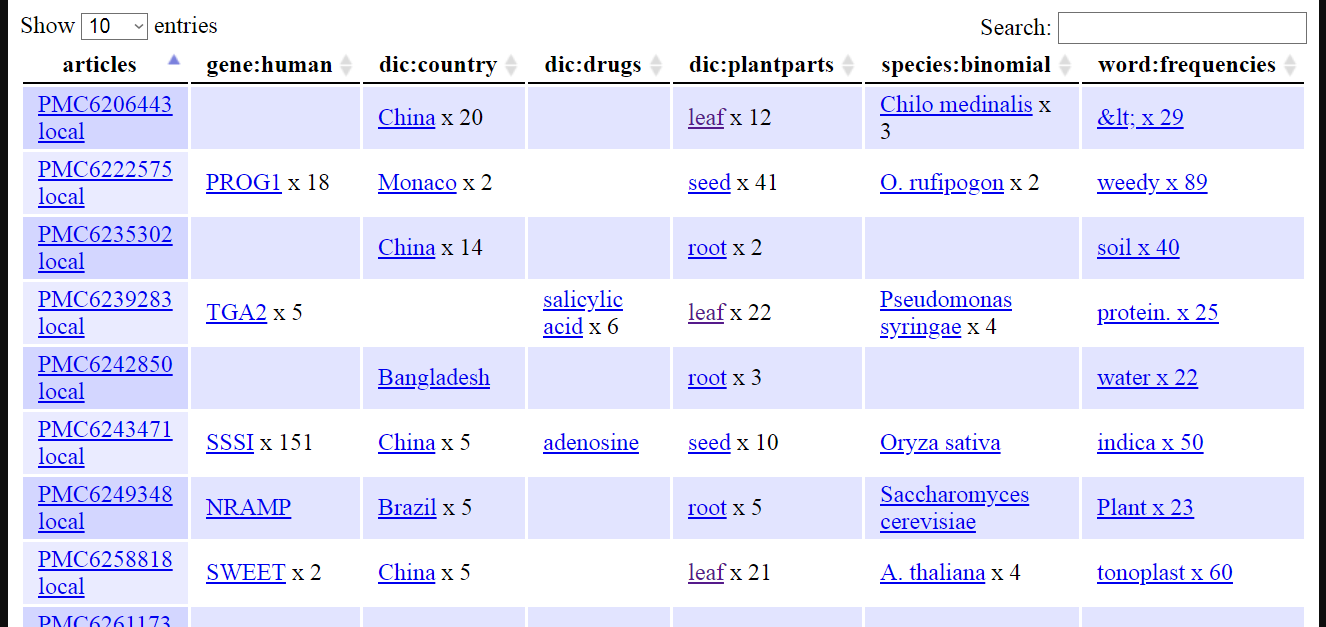 Show 10 entries Search:
articles gene:human dic:country dic:drugs dic:plantparts species:binomial word:frequencies
PMC6206443 local China x 20 leaf x 12 Chilo medinalis x 3 &lt; x 29
PMC6222575 local PROG1 x 18 Monaco x 2 seed x 41 O. rufipogon x 2 weedy x 89
PMC6235302 local China x 14 root x 2 soil x 40
PMC6239283 local TGA2 x 5 salicylic acid x 6 leaf x 22 Pseudomonas syringae x 4 protein. x 25
PMC6242850 local Bangladesh root x 3 water x 22
PMC6243471 local SSSI x 151 China x 5 adenosine seed x 10 Oryza sativa indica x 50
PMC6249348 local NRAMP Brazil x 5 root x 5 Saccharomyces cerevisiae Plant x 23
PMC6258818 local SWEET x 2 China x 5 leaf x 21 A. thaliana x 4 tonoplast x 60
PMC6261173